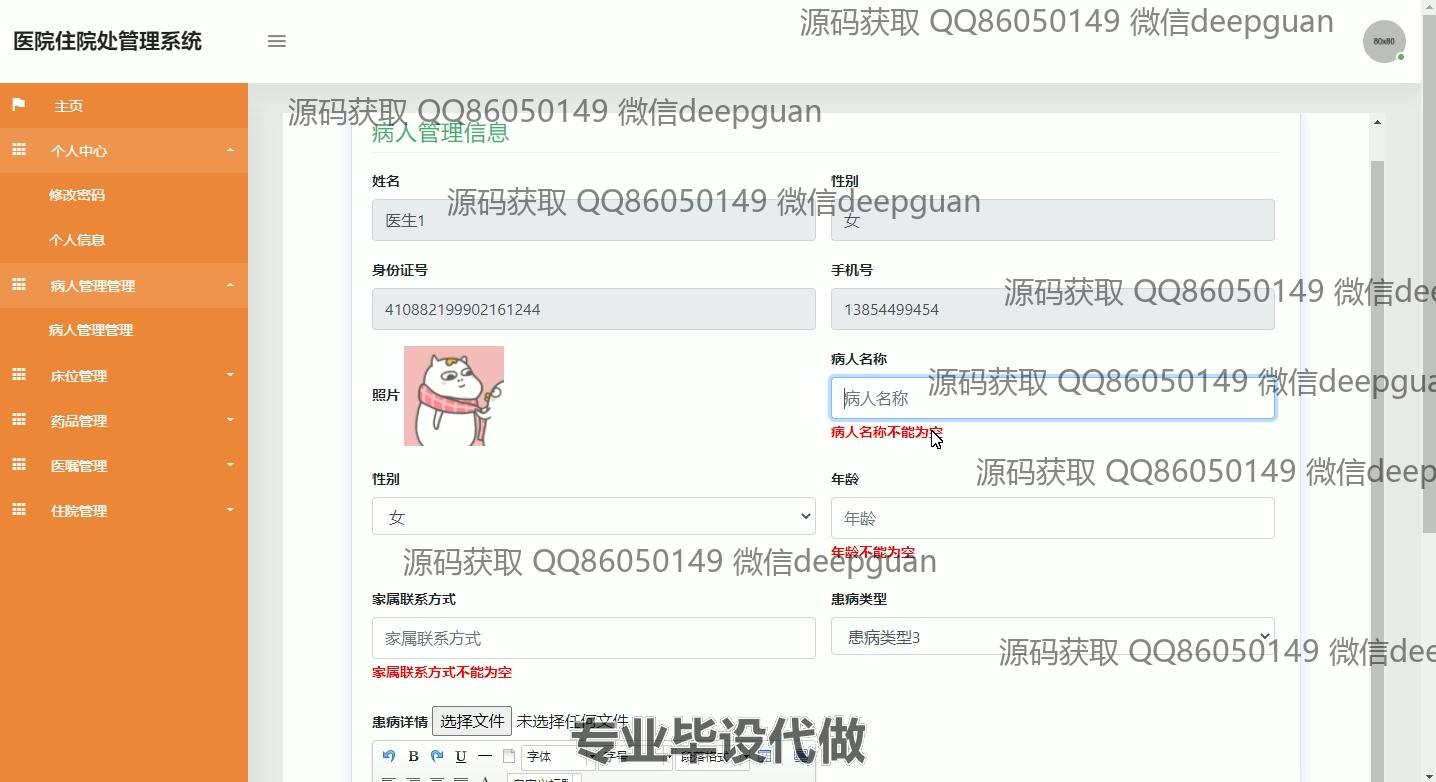 医院住院处管理系统
源码获取 QQ86050149 微信deepguan
80x80
主页
个人中心
修改密码
个人信息
病人管理管理
病人管理管理
床位管理
药品管理
医嘱管理
住院管理
源码获取 QQ86050149 微信deepguan
病人管理信息
姓名
性别
医生1
女
源码获取 QQ86050149 微信deepguan
身份证号
手机号
410882199902161244
13854499454
源码获取 QQ86050149 微信dee
照片
病人名称
病人名称
源码获取 QQ86050149 微信deepgua
病人名称不能为空
源码获取 QQ86050149 微信deep
性别
年龄
女
年龄
年龄不能为空
源码获取 QQ86050149 微信deepguan
家属联系方式
患病类型
家属联系方式
患病类型3
源码获取 QQ86050149 微信dee
家属联系方式不能为空
患病详情 选择文件 未选择任何文件
专业毕设代做
B U 字体 字号 段落格式